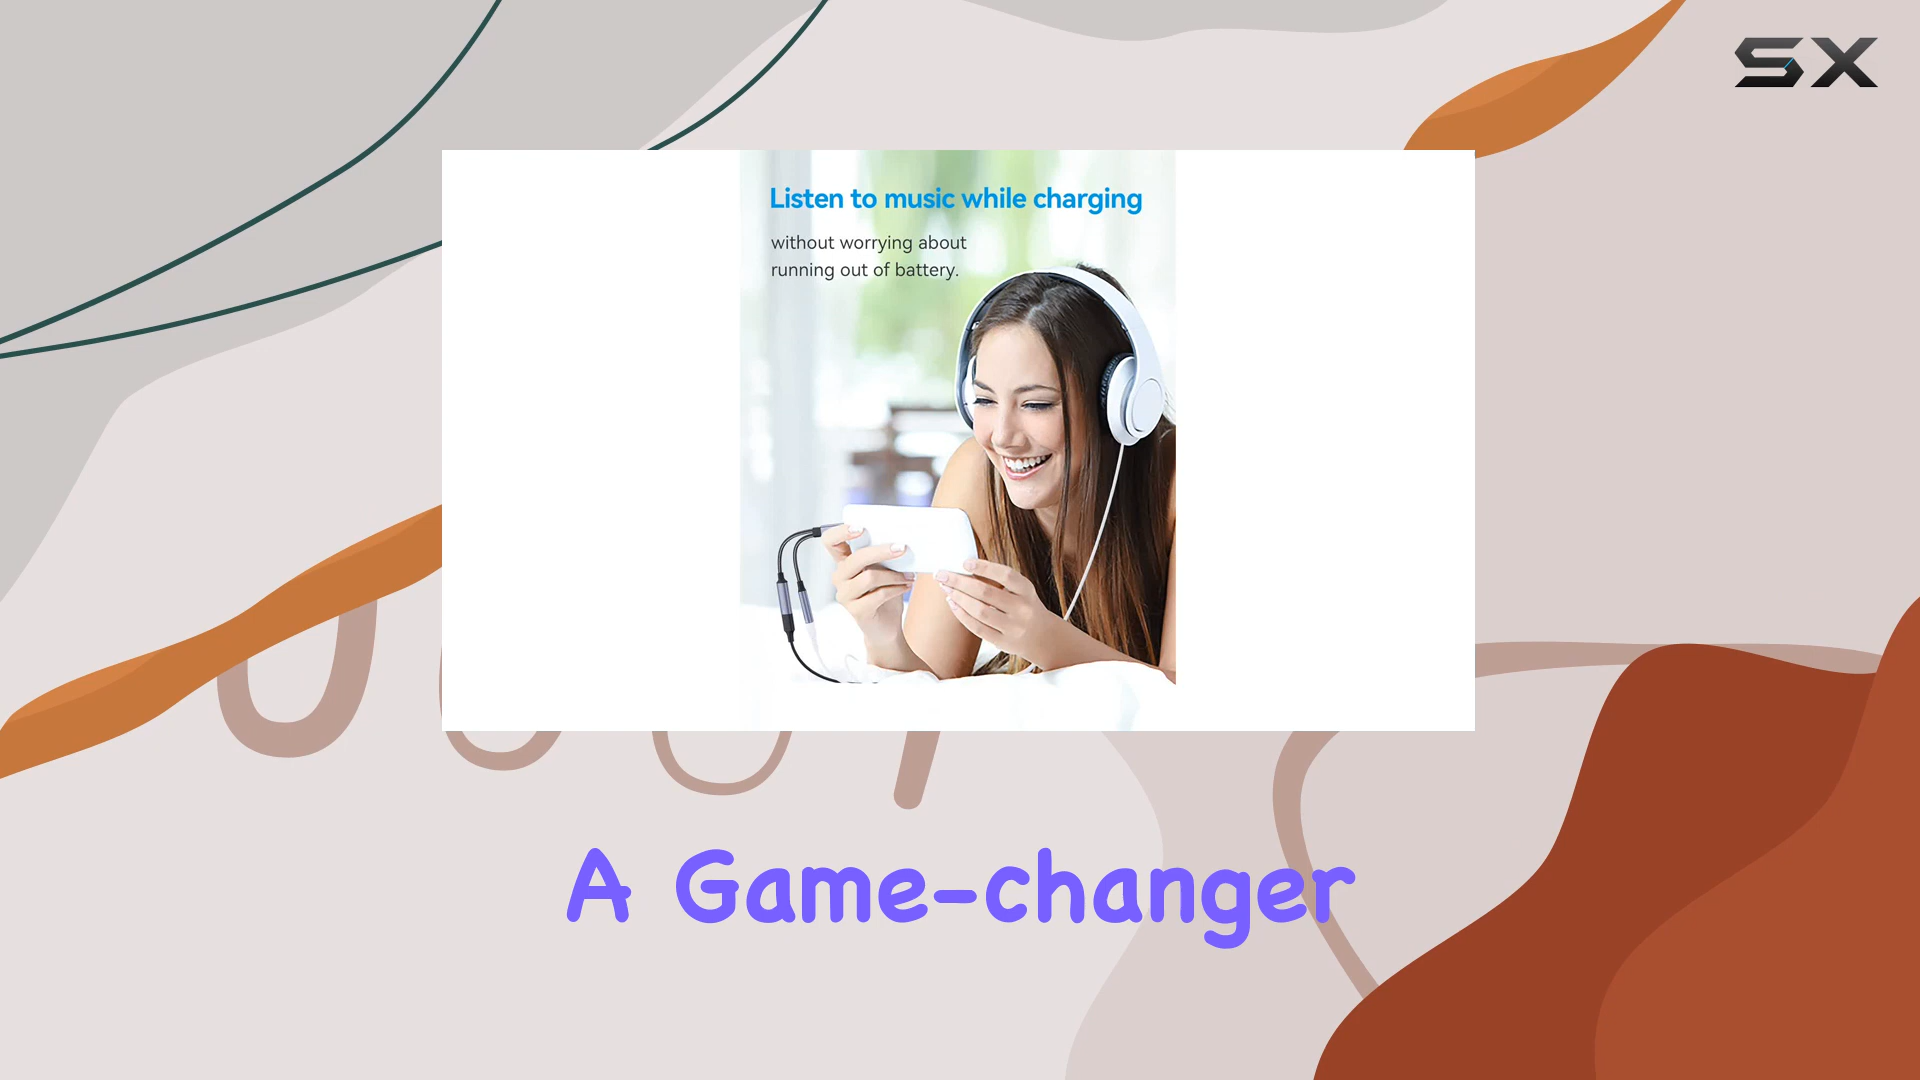 SX
Listen to music while charging
without worrying about
running out of battery.
A Game-changer